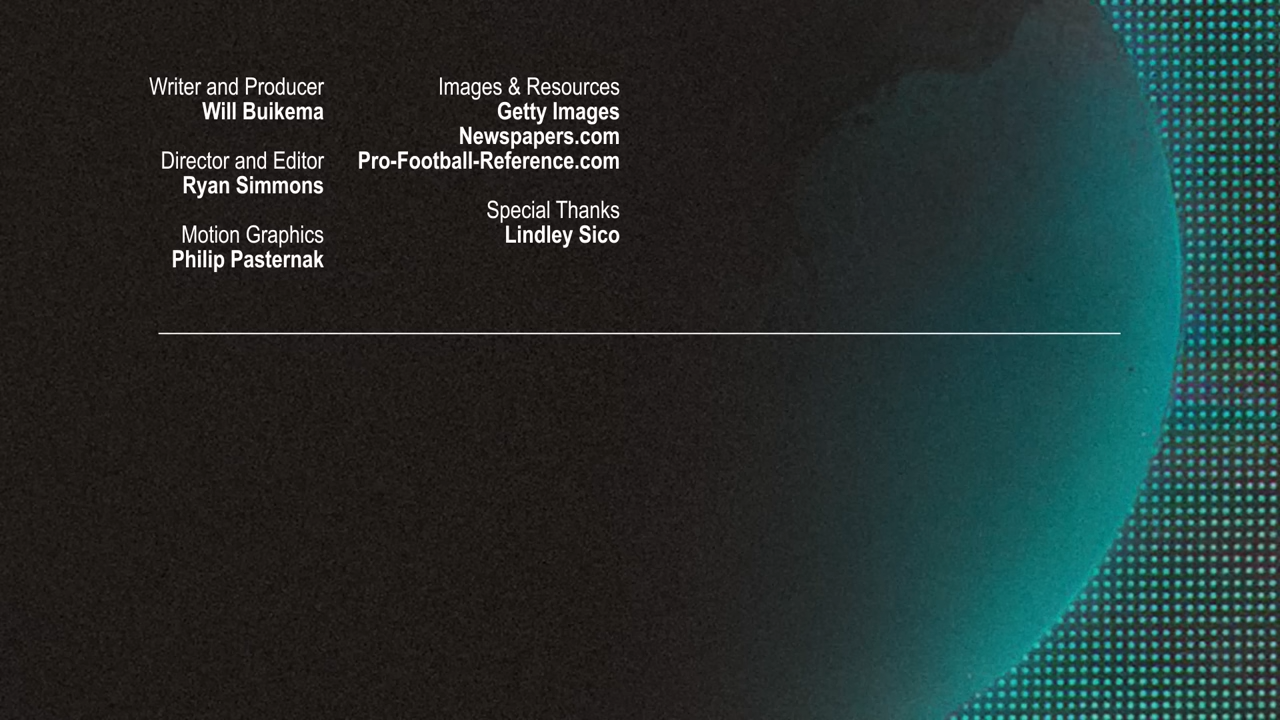 Writer and Producer
Will Buikema
Director and Editor
Ryan Simmons
Motion Graphics
Philip Pasternak
Images & Resources
Getty Images
Newspapers.com
Pro-Football-Reference.com
Special Thanks
Lindley Sico